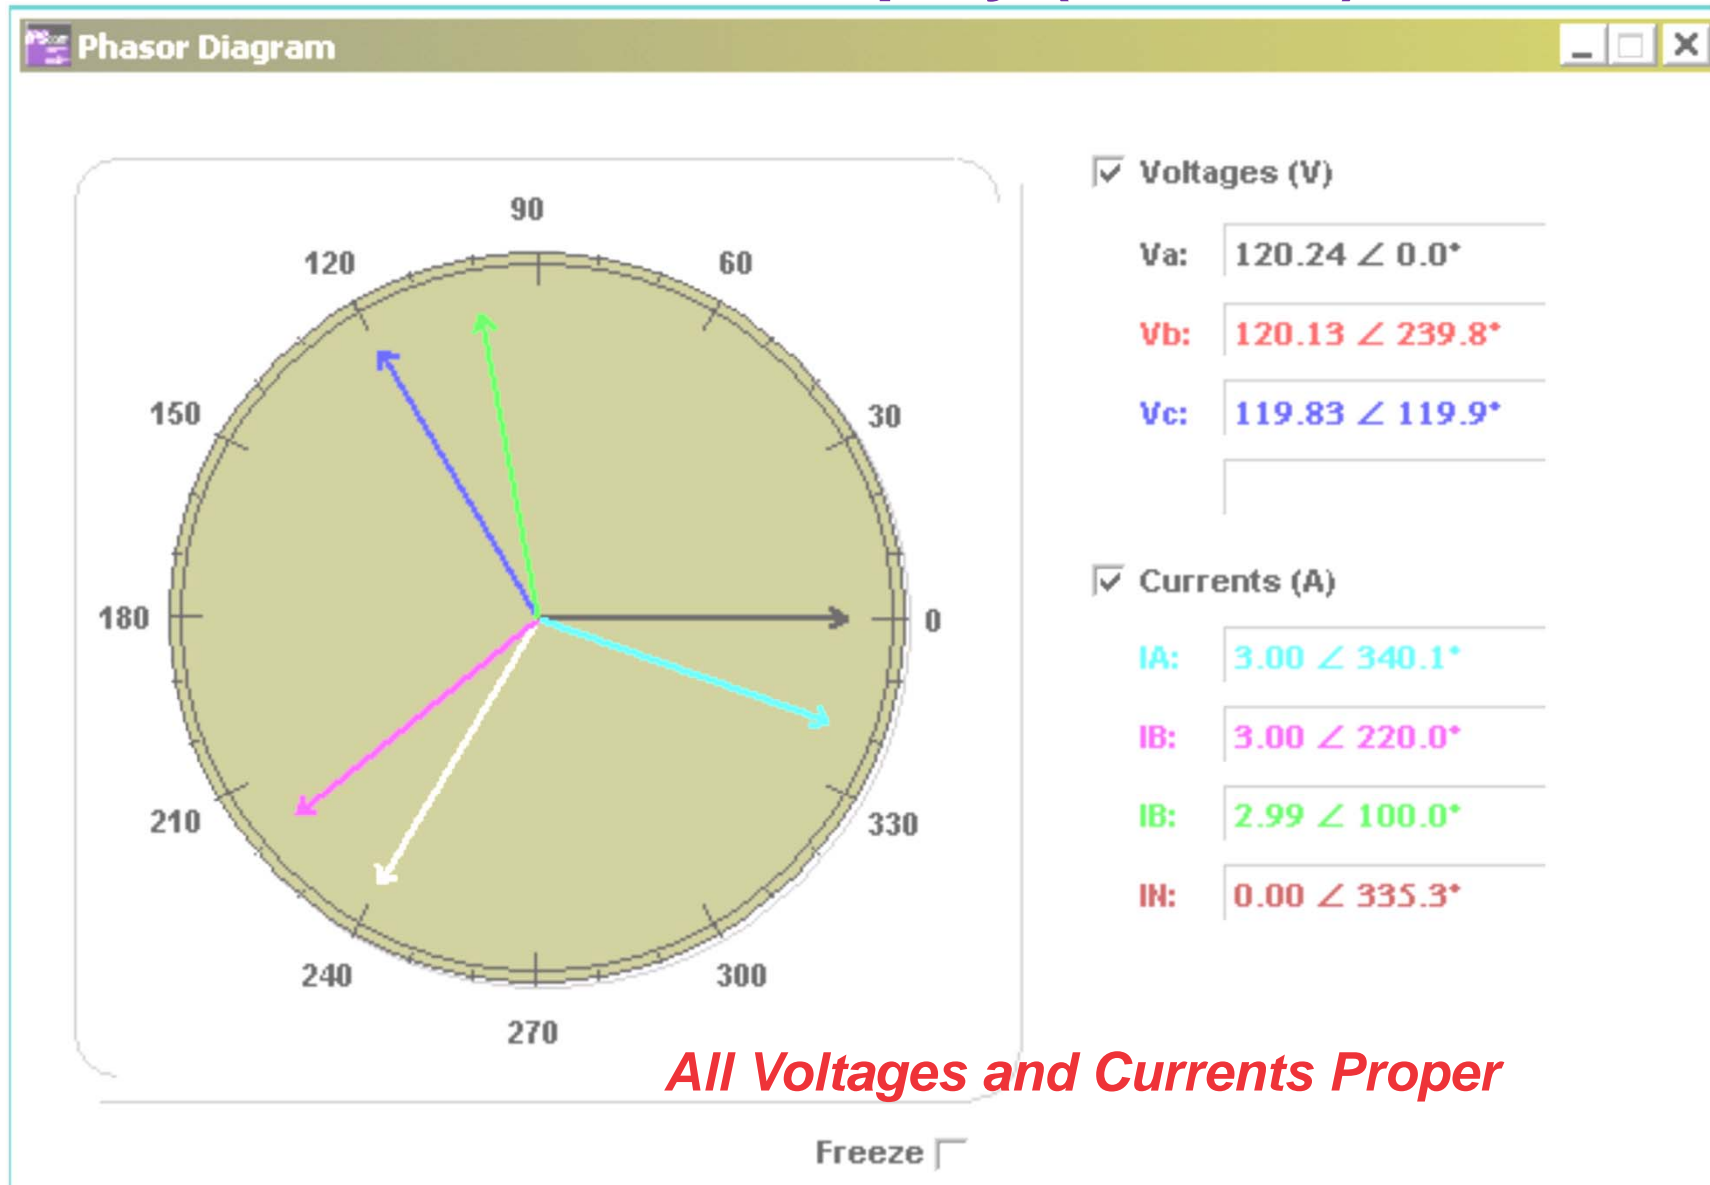 Phasor Diagram
Voltages (V)
Va: 120.24 ∠ 0.0°
Vb: 120.13 ∠ 239.8°
Vc: 119.83 ∠ 119.9°
Currents (A)
IA: 3.00 ∠ 340.1°
IB: 3.00 ∠ 220.0°
IB: 2.99 ∠ 100.0°
IN: 0.00 ∠ 335.3°
90
120
60
150
30
180
0
210
330
240
300
270
All Voltages and Currents Proper
Freeze